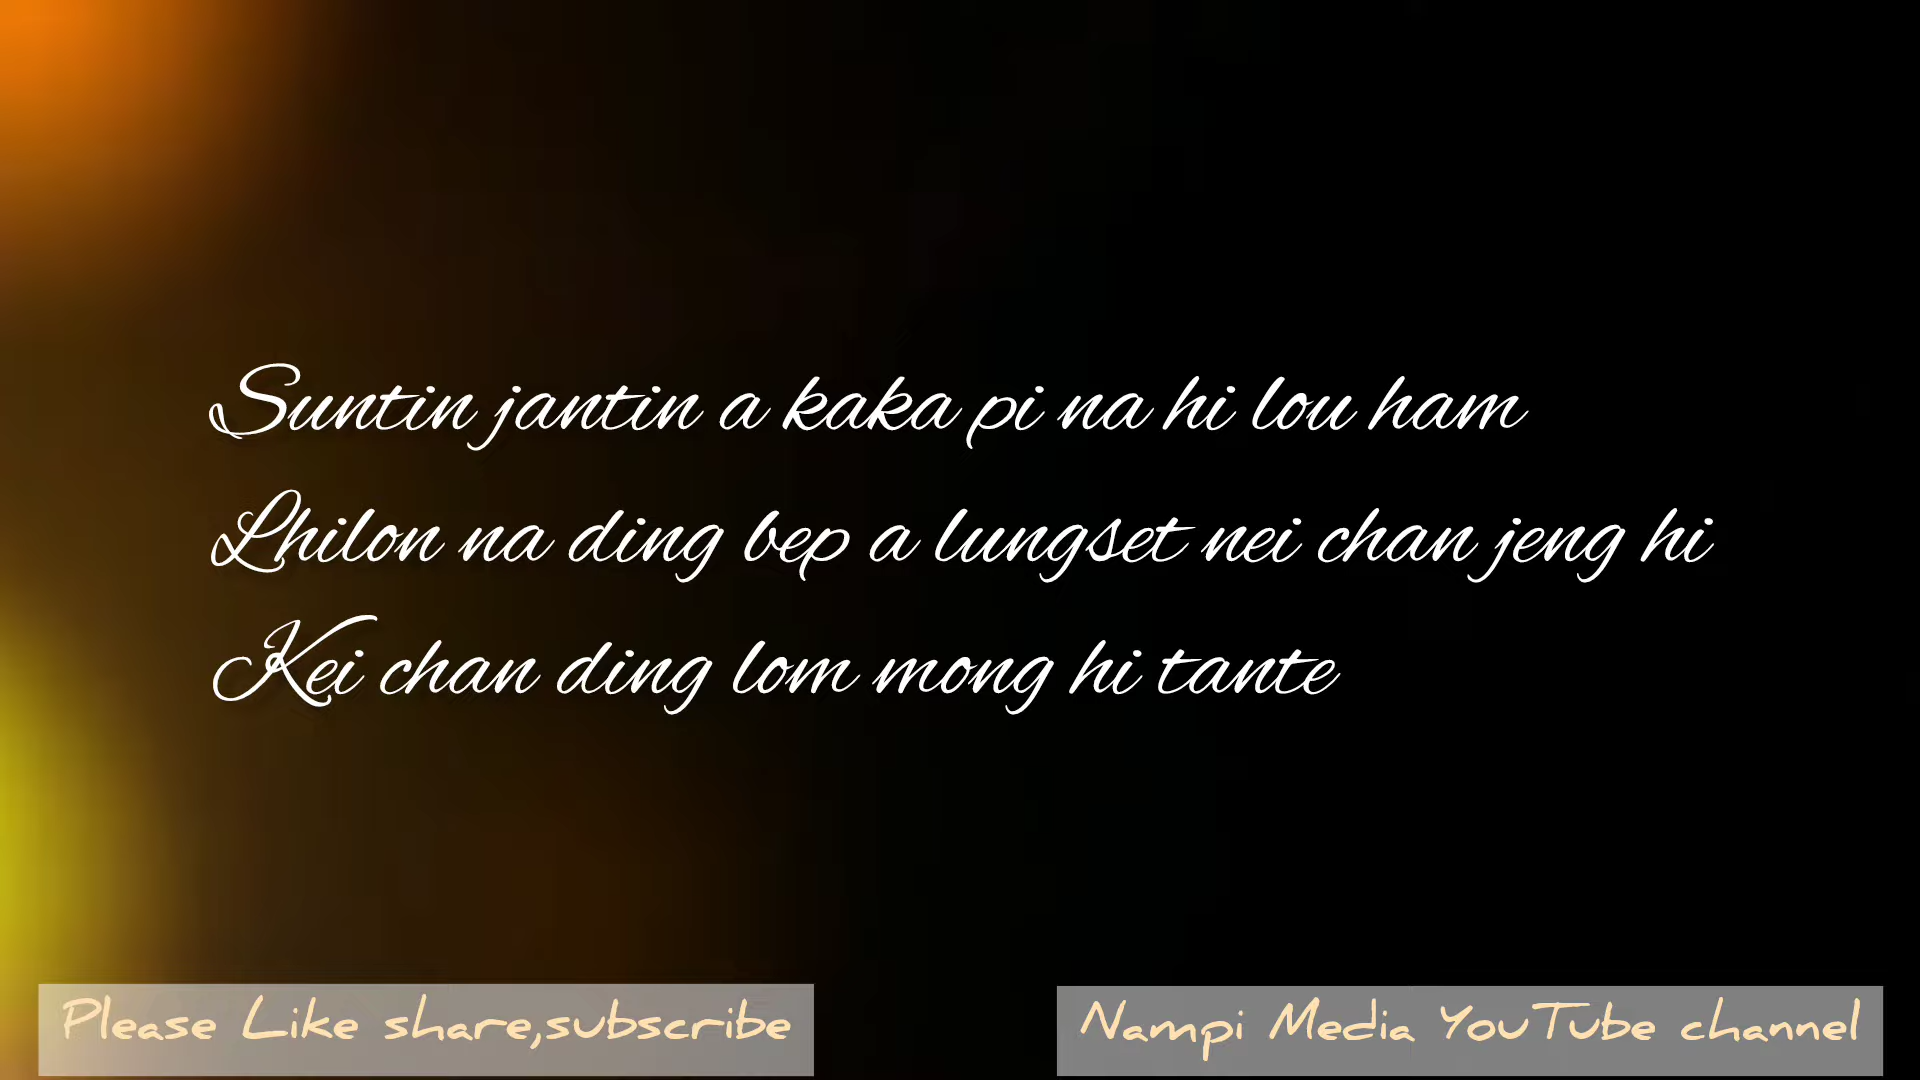 Suntin jantin a kaka pi na hi lou ham
Lhilon na ding bep a lungset nei chan jeng hi
Kei chan ding lom mong hi tante
Please Like share,subscribe
Nampi Media YouTube channel